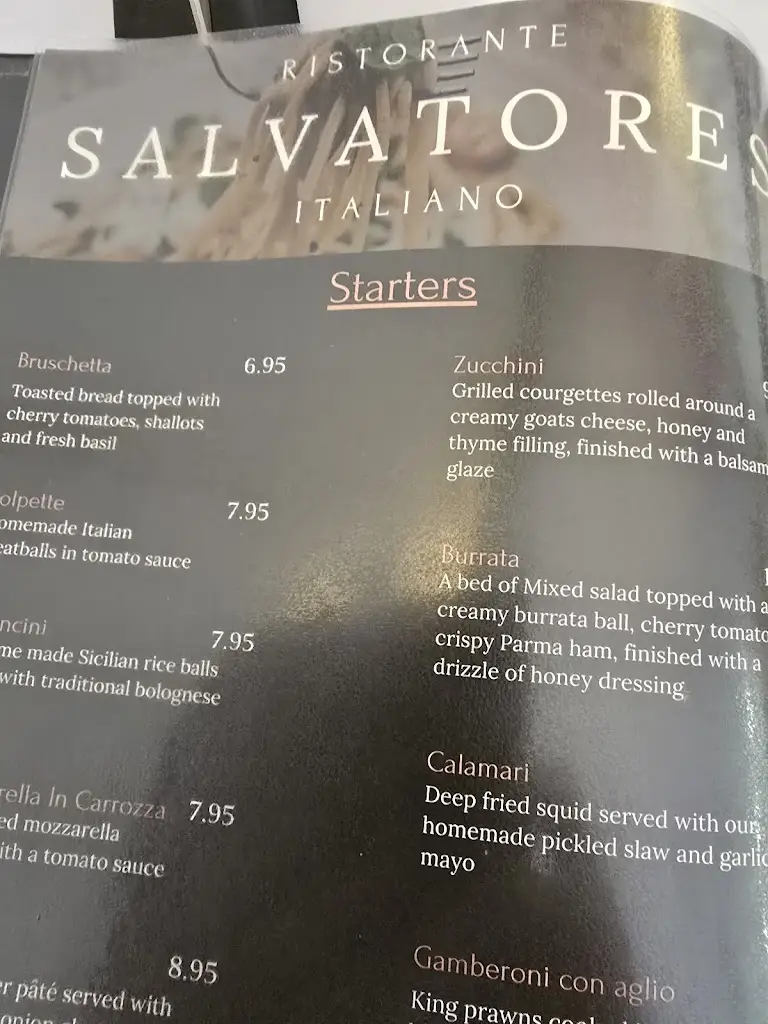 RISTORANTE
SALVATORES
ITALIANO
Starters
Bruschetta 6.95
Toasted bread topped with
cherry tomatoes, shallots
and fresh basil
olpette 7.95
omemade Italian
eatballs in tomato sauce
ncini 7.95
me made Sicilian rice balls
with traditional bolognese
rella In Carrozza 7.95
ed mozzarella
ith a tomato sauce
8.95
r pâté served with
Zucchini
Grilled courgettes rolled around a
creamy goats cheese, honey and
thyme filling, finished with a balsam
glaze
Burrata
A bed of Mixed salad topped with a
creamy burrata ball, cherry tomato
crispy Parma ham, finished with a
drizzle of honey dressing
Calamari
Deep fried squid served with our
homemade pickled slaw and garlic
mayo
Gamberoni con aglio
King prawns